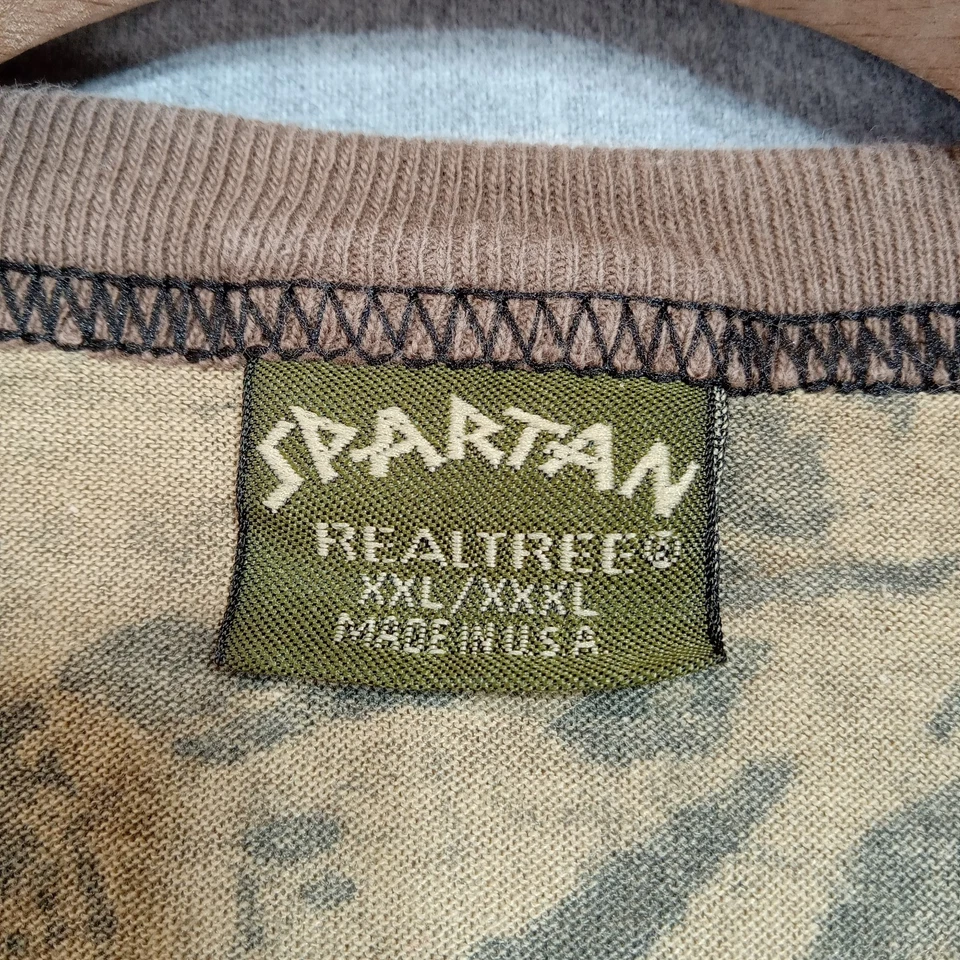 SPARTAN
REALTREE®
XXL/XXXL
MADE IN U.S.A